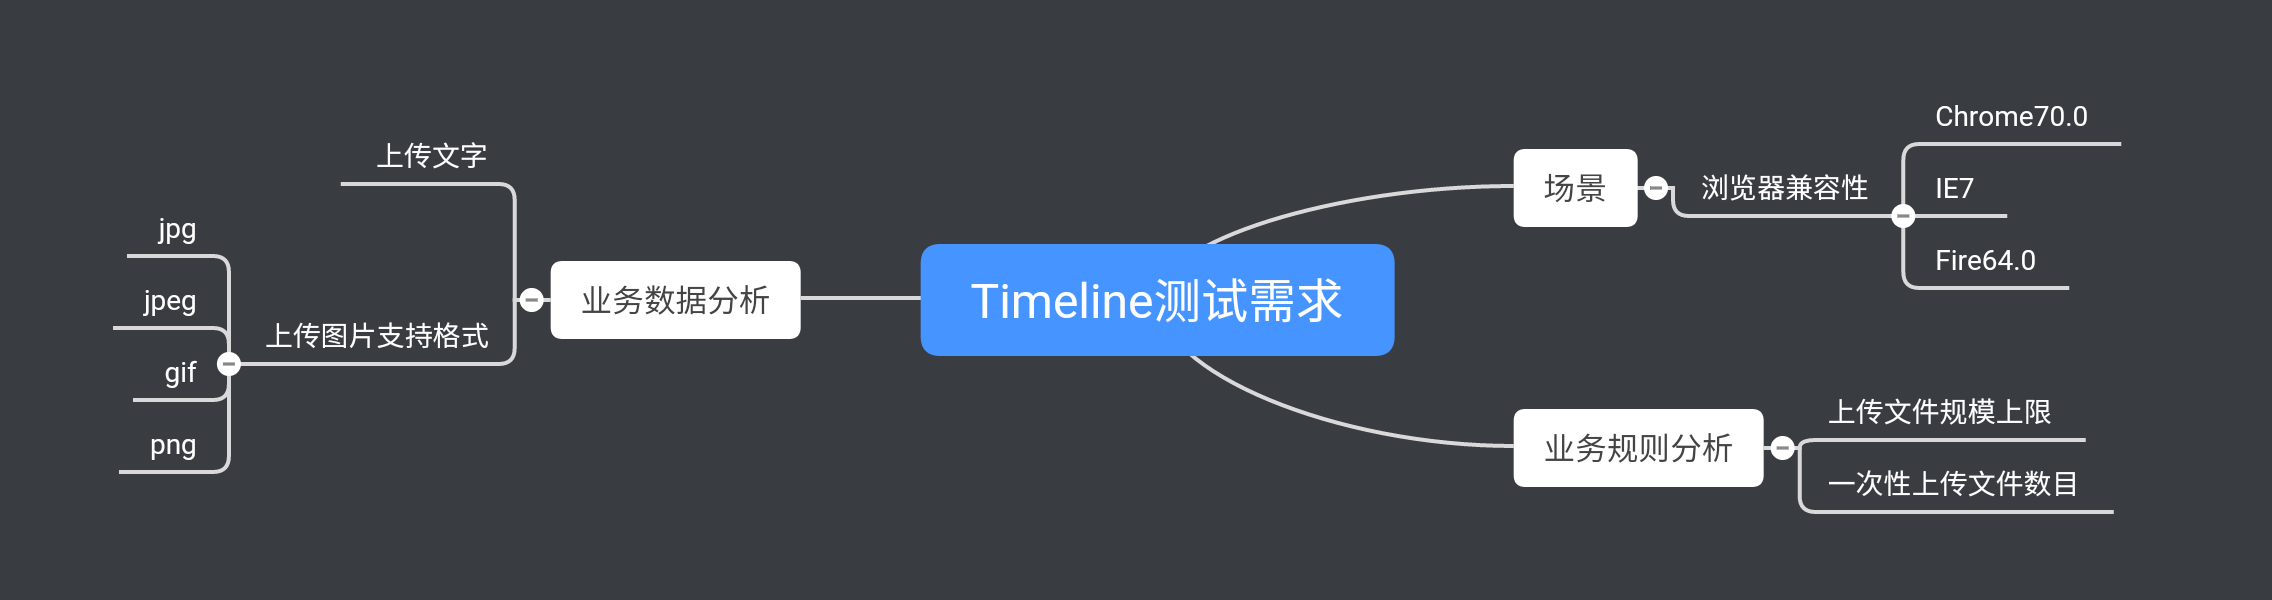 Timeline测试需求
场景
浏览器兼容性
Chrome70.0
IE7
Fire64.0
业务规则分析
上传文件规模上限
一次性上传文件数目
业务数据分析
上传文字
上传图片支持格式
jpg
jpeg
gif
png